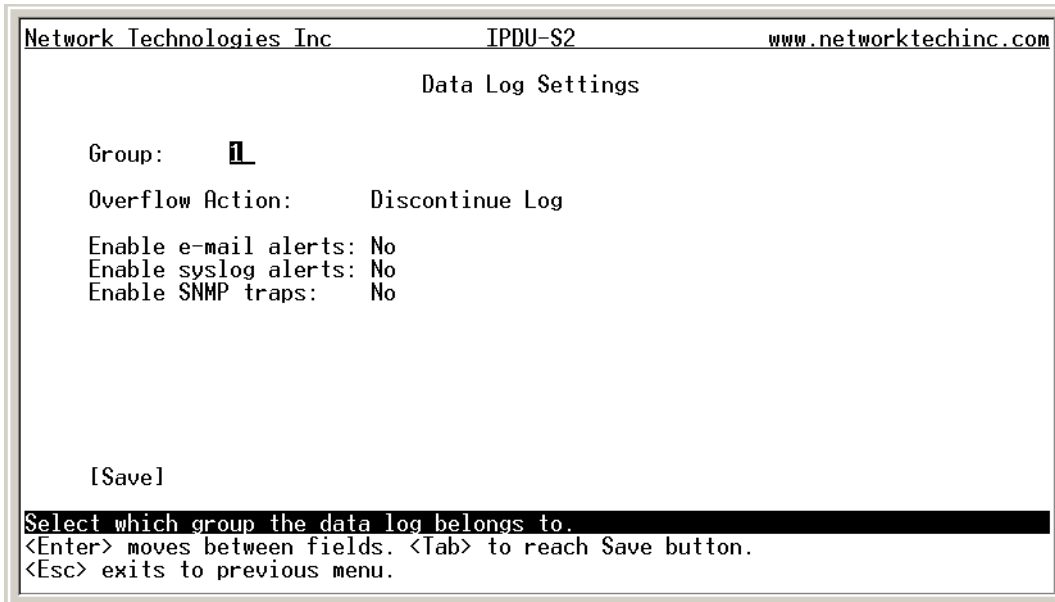 Network Technologies Inc IPDU-S2 www.networktechinc.com
Data Log Settings
Group: 1
Overflow Action: Discontinue Log
Enable e-mail alerts: No
Enable syslog alerts: No
Enable SNMP traps: No
[Save]
Select which group the data log belongs to.
<Enter> moves between fields. <Tab> to reach Save button.
<Esc> exits to previous menu.